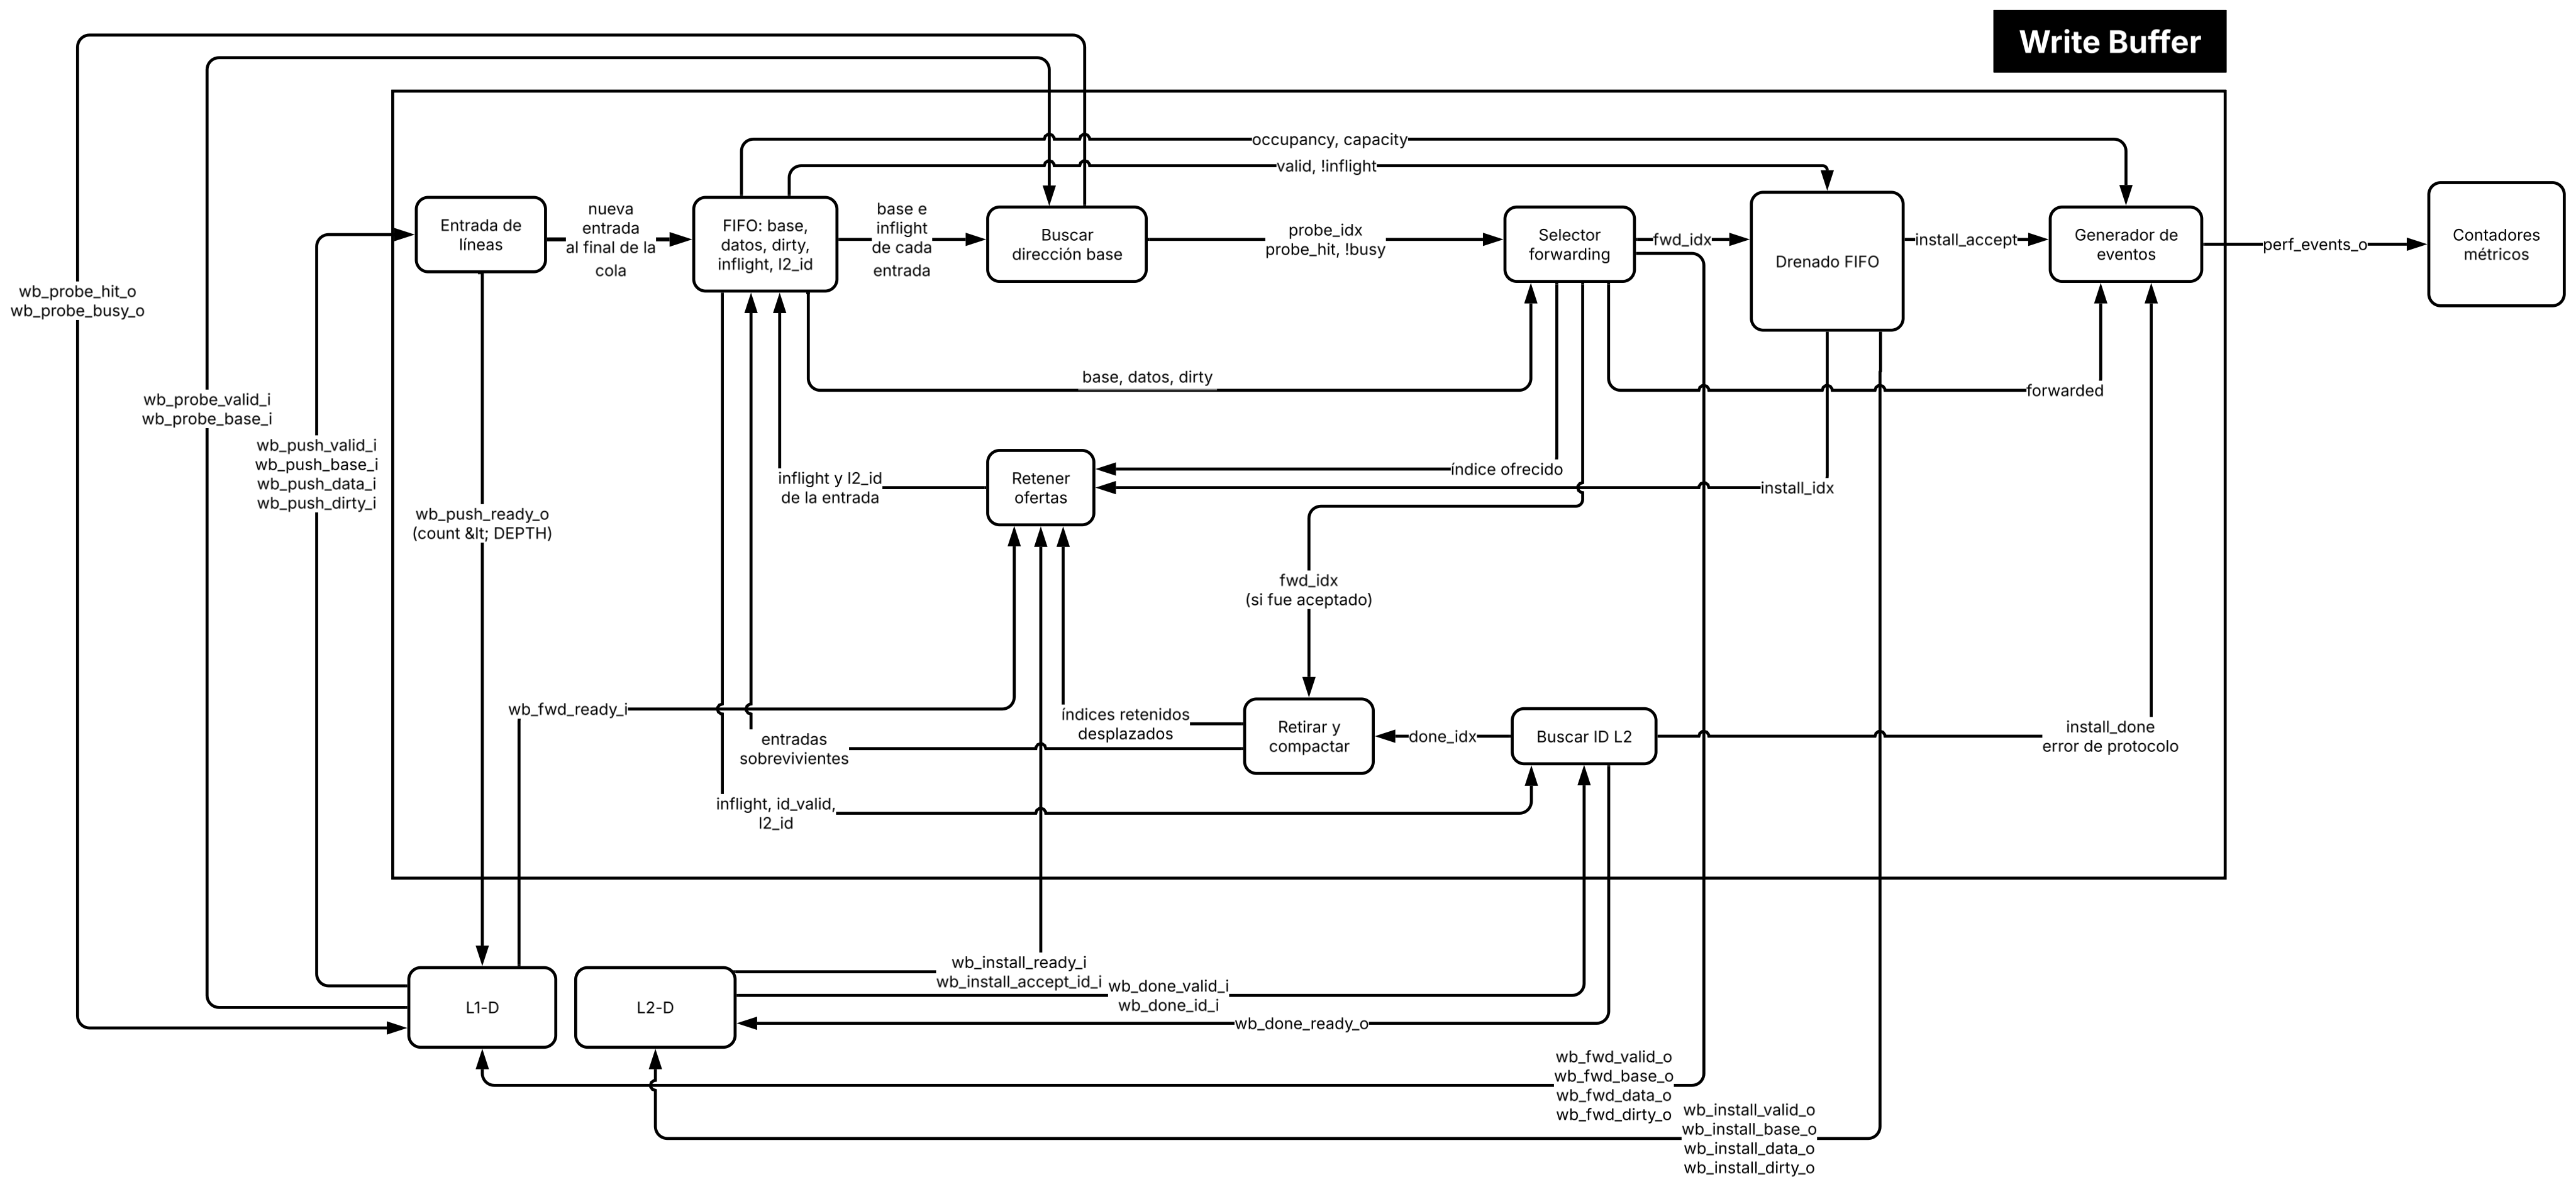 Write Buffer
occupancy, capacity
valid, !inflight
Entrada de
líneas
nueva
entrada
al final de la
cola
FIFO: base,
datos, dirty,
inflight, l2_id
base e
inflight
de cada
entrada
Buscar
dirección base
probe_idx
probe_hit, !busy
Selector
forwarding
fwd_idx
Drenado FIFO
install_accept
Generador de
eventos
perf_events_o
Contadores
métricos
wb_probe_hit_o
wb_probe_busy_o
wb_probe_valid_i
wb_probe_base_i
base, datos, dirty
forwarded
wb_push_valid_i
wb_push_base_i
wb_push_data_i
wb_push_dirty_i
wb_push_ready_o
(count &lt; DEPTH)
inflight y l2_id
de la entrada
Retener
ofertas
índice ofrecido
install_idx
fwd_idx
(si fue aceptado)
wb_fwd_ready_i
entradas
sobrevivientes
índices retenidos
desplazados
Retirar y
compactar
done_idx
Buscar ID L2
install_done
error de protocolo
inflight, id_valid,
l2_id
L1-D
L2-D
wb_install_ready_i
wb_install_accept_id_i
wb_done_valid_i
wb_done_id_i
wb_done_ready_o
wb_fwd_valid_o
wb_fwd_base_o
wb_fwd_data_o
wb_fwd_dirty_o
wb_install_valid_o
wb_install_base_o
wb_install_data_o
wb_install_dirty_o